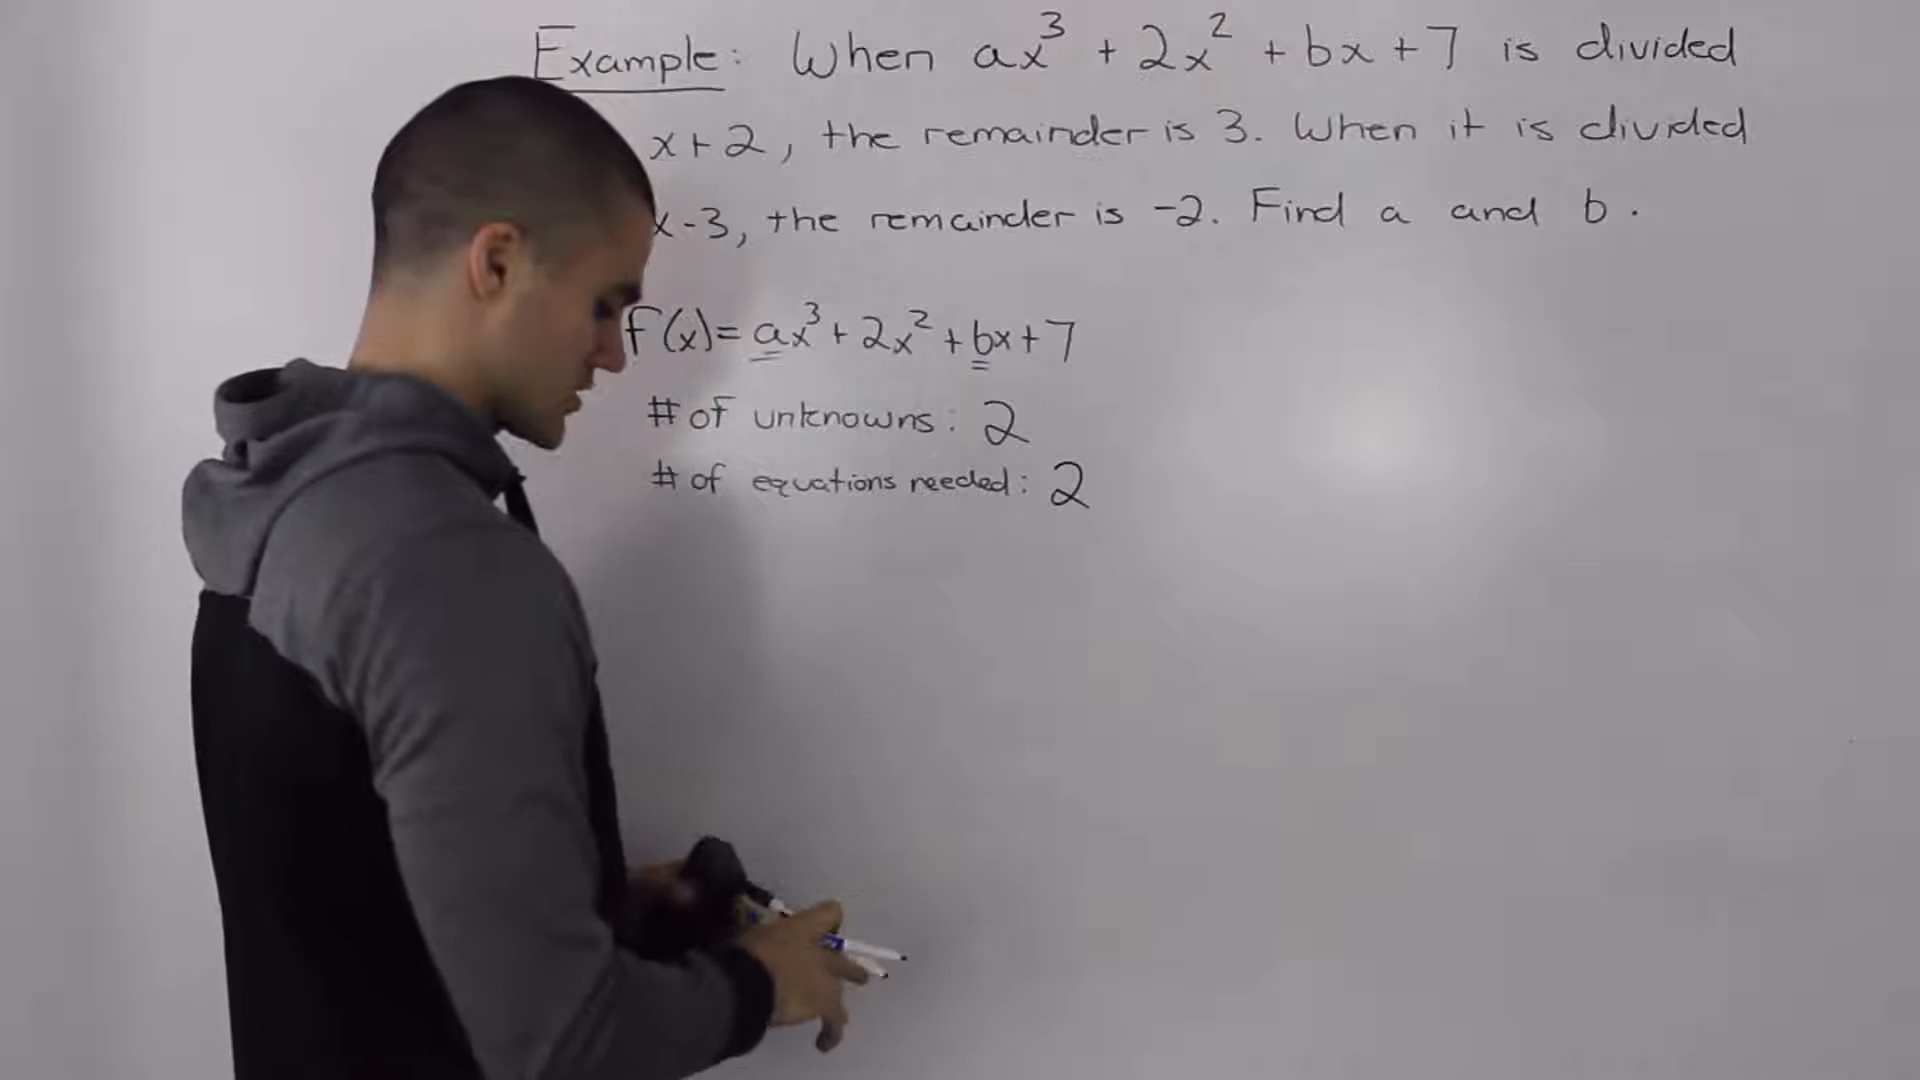 Example: When ax³ + 2x² + bx + 7 is divided
x+2, the remainder is 3. When it is divided
x-3, the remainder is -2. Find a and b.
f(x)= ax³ + 2x² + bx + 7
# of unknowns: 2
# of equations needed: 2